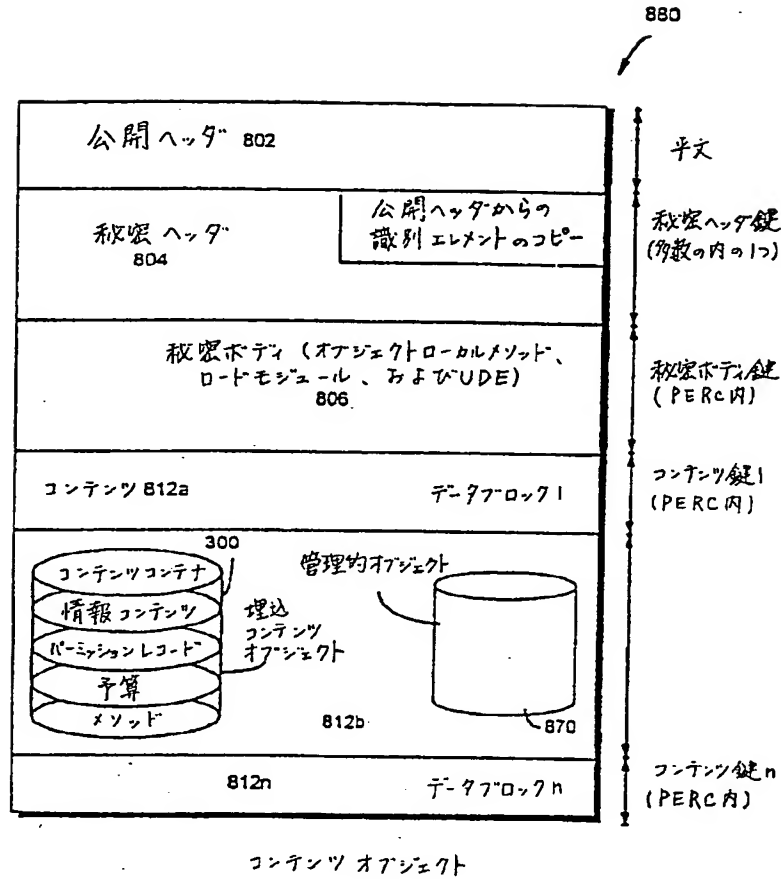 880
公開ヘッダ 802
平文
秘密ヘッダ
804
公開ヘッダからの
識別エレメントのコピー
秘密ヘッダ鍵
(多数の内の1つ)
秘密ボディ (オブジェクトローカルメソッド、
ロードモジュール、およびUDE)
806
秘密ボディ鍵
(PERC内)
コンテンツ 812a
データブロック1
コンテンツ鍵1
(PERC内)
300
コンテンツコンテナ
情報コンテンツ
パーミッションレコード
予算
メソッド
埋込
コンテンツ
オブジェクト
管理的オブジェクト
812b
870
812n
データブロックn
コンテンツ鍵n
(PERC内)
コンテンツ オブジェクト